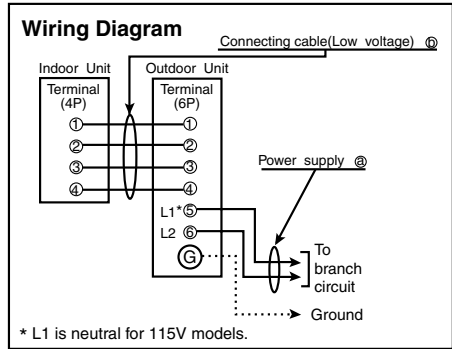 Wiring Diagram
Connecting cable(Low voltage) ⓑ
Indoor Unit Outdoor Unit
Terminal (4P)
Terminal (6P)
① ①
② ②
③ ③
④ ④
Power supply ⓐ
L1* ⑤
L2 ⑥
Ⓖ
To
branch
circuit
Ground
* L1 is neutral for 115V models.